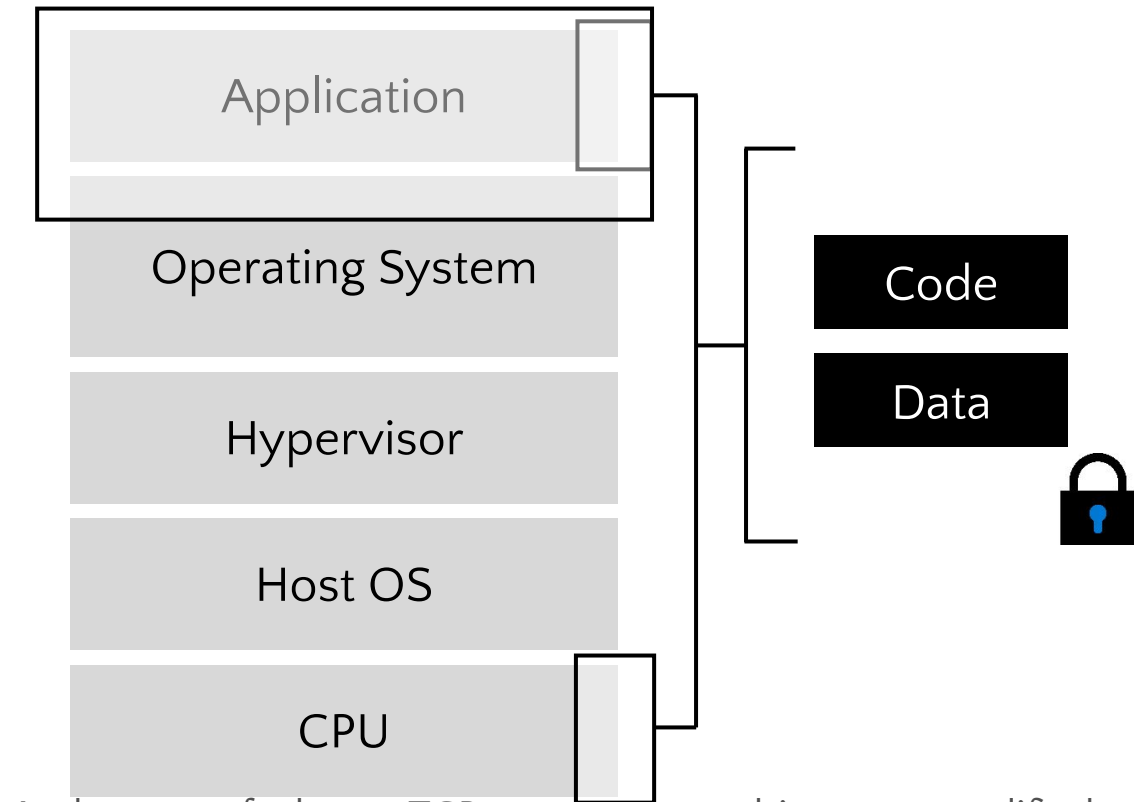 Application
Operating System
Code
Data
Hypervisor
Host OS
CPU